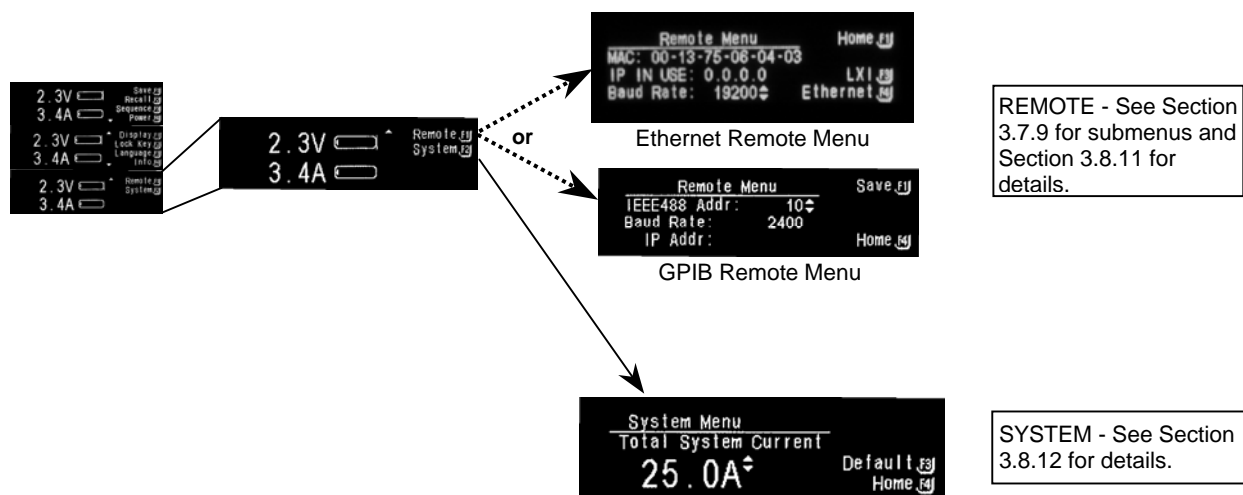 2.3V Save F1
Recall F2
3.4A Sequence F3
Power F4
2.3V Display F1
Lock Key F2
3.4A Language F3
Info F4
2.3V Remote F1
System F2
3.4A
2.3V Remote F1
System F2
3.4A
or
Remote Menu Home F1
MAC: 00-13-75-06-04-03
IP IN USE: 0.0.0.0 LXI F3
Baud Rate: 19200 Ethernet F4
Ethernet Remote Menu
Remote Menu Save F1
IEEE488 Addr: 10
Baud Rate: 2400
IP Addr: Home F4
GPIB Remote Menu
System Menu
Total System Current
25.0A Default F3
Home F4
REMOTE - See Section
3.7.9 for submenus and
Section 3.8.11 for
details.
SYSTEM - See Section
3.8.12 for details.